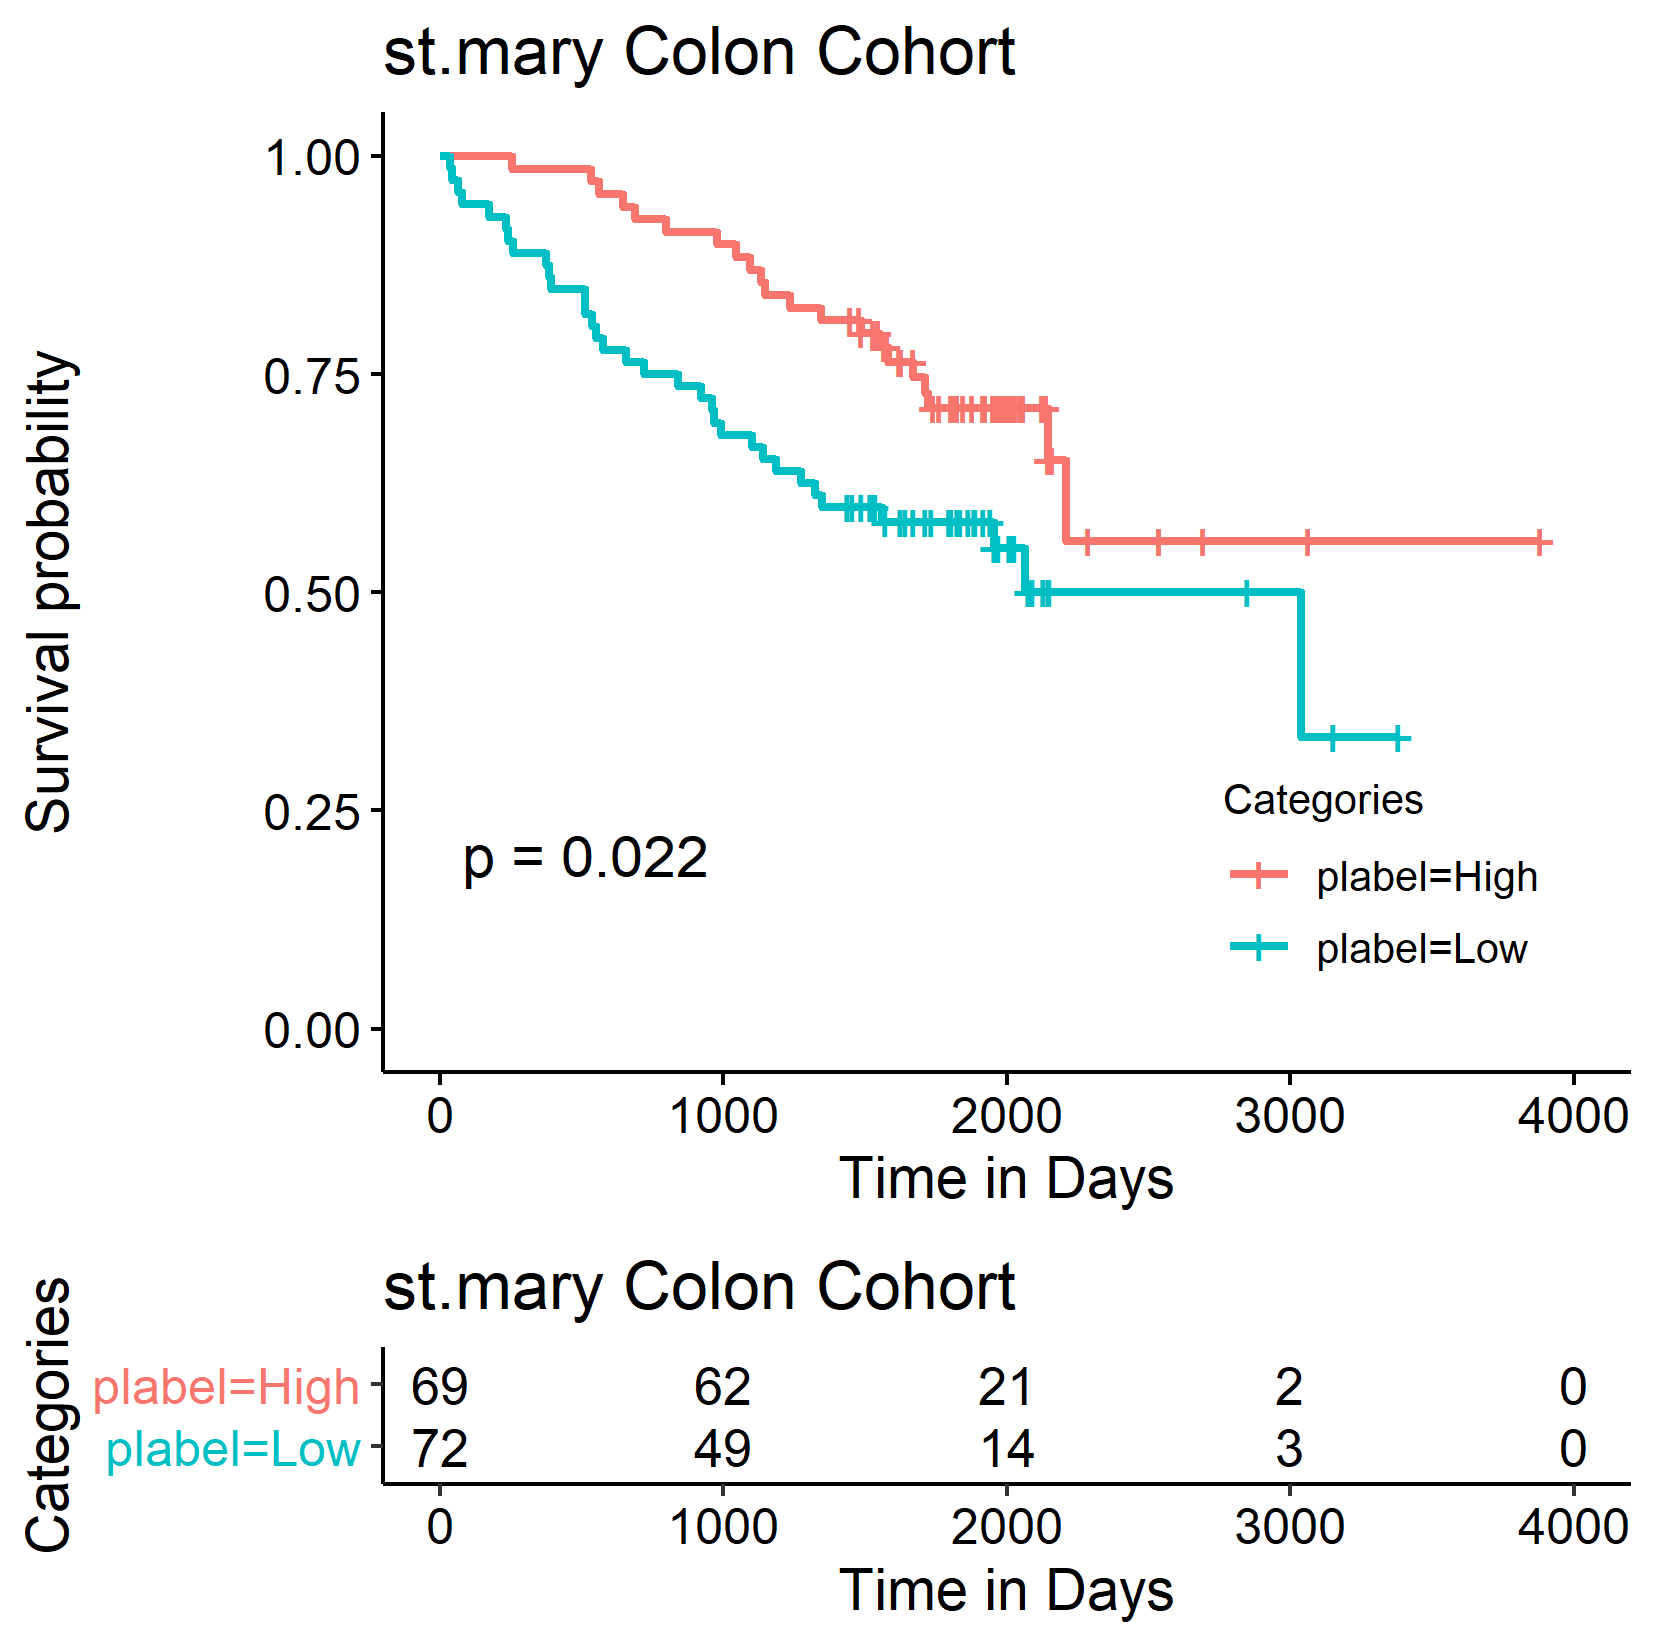 st.mary Colon Cohort
Survival probability
1.00
0.75
0.50
0.25
0.00
p = 0.022
Categories
plabel=High
plabel=Low
0 1000 2000 3000 4000
Time in Days
st.mary Colon Cohort
Categories
plabel=High 69 62 21 2 0
plabel=Low 72 49 14 3 0
0 1000 2000 3000 4000
Time in Days